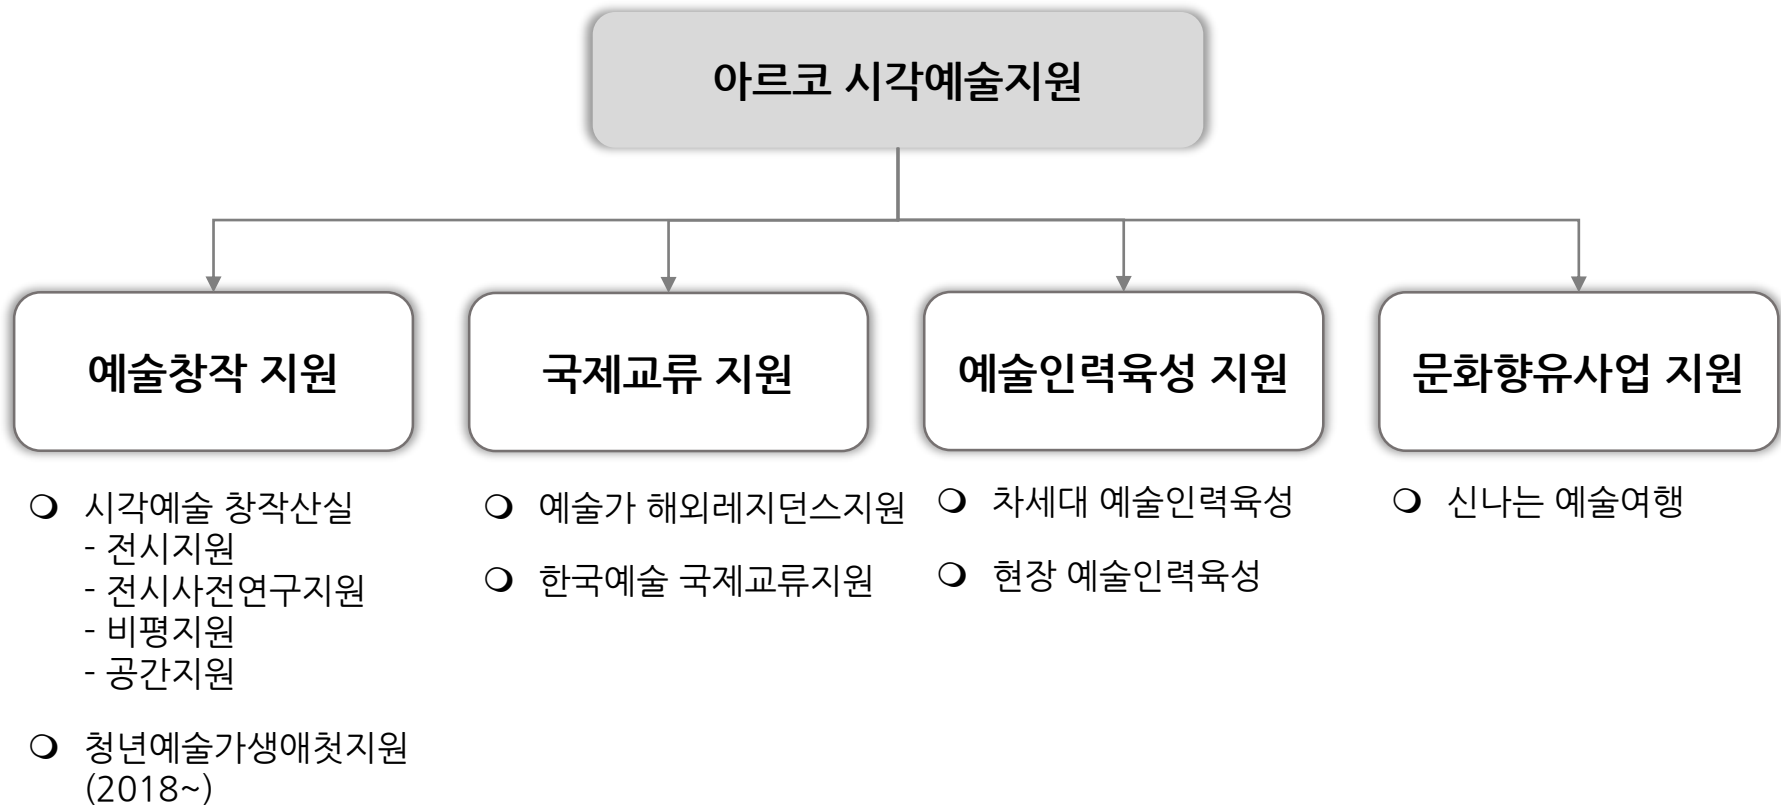 아르코 시각예술지원
예술창작 지원
국제교류 지원
예술인력육성 지원
문화향유사업 지원
❍ 시각예술 창작산실
- 전시지원
- 전시사전연구지원
- 비평지원
- 공간지원
❍ 청년예술가생애첫지원
(2018~)
❍ 예술가 해외레지던스지원
❍ 한국예술 국제교류지원
❍ 차세대 예술인력육성
❍ 현장 예술인력육성
❍ 신나는 예술여행